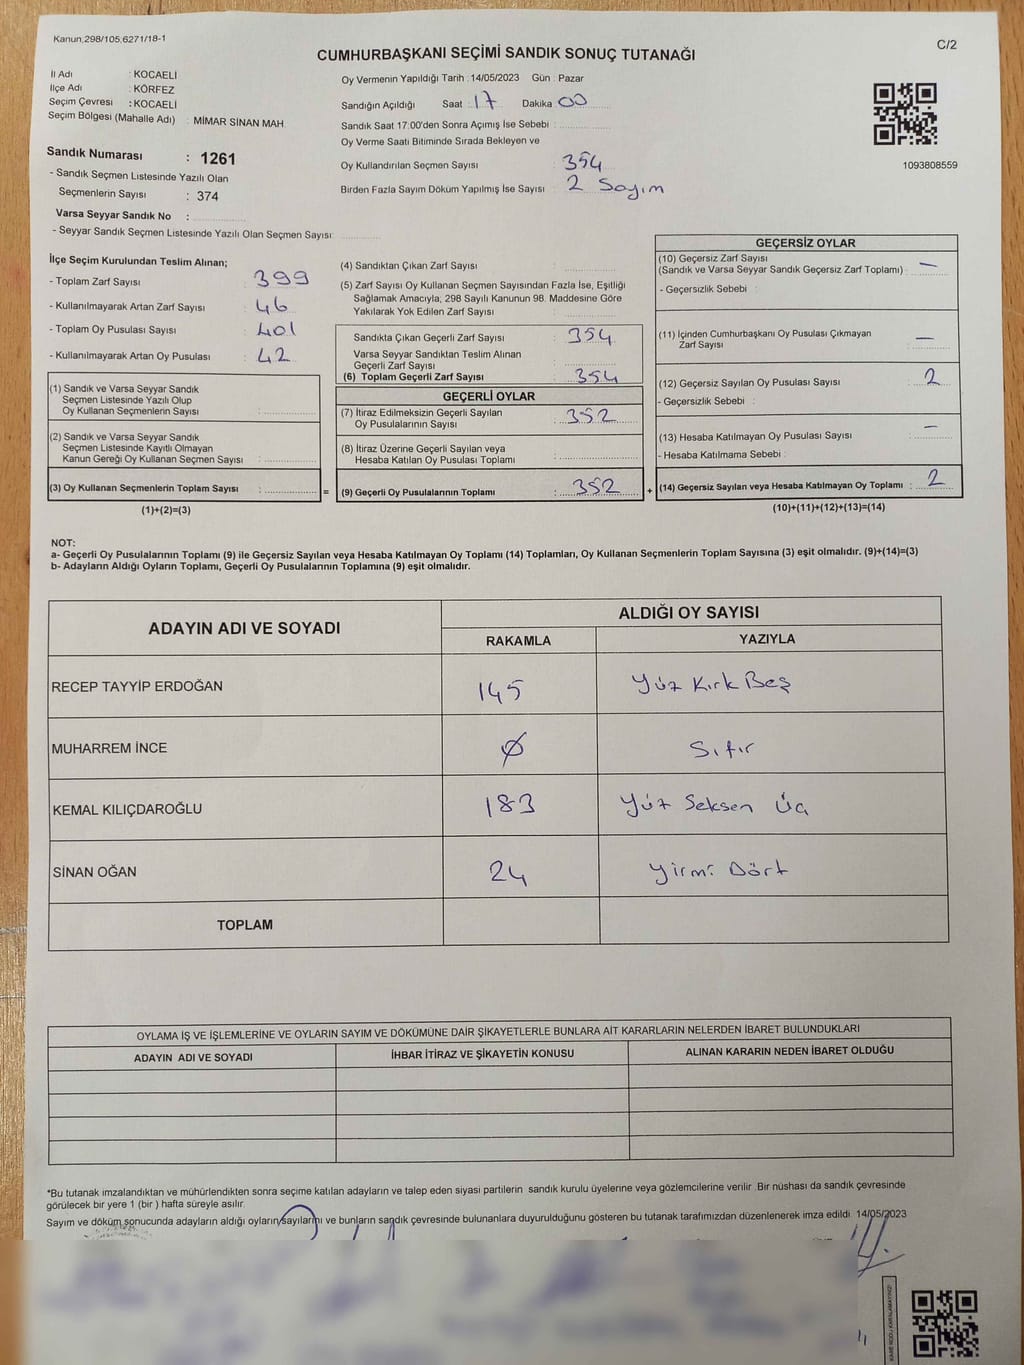 Kanun;298/105,6271/18-1
C/2
CUMHURBAŞKANI SEÇİMİ SANDIK SONUÇ TUTANAĞI
İl Adı : KOCAELİ
İlçe Adı : KÖRFEZ
Seçim Çevresi : KOCAELİ
Seçim Bölgesi (Mahalle Adı) : MİMAR SİNAN MAH.
Sandık Numarası : 1261
- Sandık Seçmen Listesinde Yazılı Olan
Seçmenlerin Sayısı : 374
Varsa Seyyar Sandık No :
- Seyyar Sandık Seçmen Listesinde Yazılı Olan Seçmen Sayısı:
Oy Vermenin Yapıldığı Tarih : 14/05/2023 Gün : Pazar
Sandığın Açıldığı Saat : 17 Dakika 00
Sandık Saat 17:00'den Sonra Açımış İse Sebebi :
Oy Verme Saati Bitiminde Sırada Bekleyen ve
Oy Kullandırılan Seçmen Sayısı : 354
Birden Fazla Sayım Döküm Yapılmış İse Sayısı : 2 Sayım
1093808559
İlçe Seçim Kurulundan Teslim Alınan;
- Toplam Zarf Sayısı : 399
- Kullanılmayarak Artan Zarf Sayısı : 46
- Toplam Oy Pusulası Sayısı : 401
- Kullanılmayarak Artan Oy Pusulası : 42
(1) Sandık ve Varsa Seyyar Sandık
Seçmen Listesinde Yazılı Olup
Oy Kullanan Seçmenlerin Sayısı :
(2) Sandık ve Varsa Seyyar Sandık
Seçmen Listesinde Kayıtlı Olmayan
Kanun Gereği Oy Kullanan Seçmen Sayısı :
(3) Oy Kullanan Seçmenlerin Toplam Sayısı : =
(1)+(2)=(3)
(4) Sandıktan Çıkan Zarf Sayısı :
(5) Zarf Sayısı Oy Kullanan Seçmen Sayısından Fazla İse, Eşitliği
Sağlamak Amacıyla, 298 Sayılı Kanunun 98. Maddesine Göre
Yakılarak Yok Edilen Zarf Sayısı :
Sandıkta Çıkan Geçerli Zarf Sayısı : 354
Varsa Seyyar Sandıktan Teslim Alınan
Geçerli Zarf Sayısı :
(6) Toplam Geçerli Zarf Sayısı : 354
GEÇERLİ OYLAR
(7) İtiraz Edilmeksizin Geçerli Sayılan
Oy Pusulalarının Sayısı : 352
(8) İtiraz Üzerine Geçerli Sayılan veya
Hesaba Katılan Oy Pusulası Toplamı :
(9) Geçerli Oy Pusulalarının Toplamı : 352 +
GEÇERSİZ OYLAR
(10) Geçersiz Zarf Sayısı
(Sandık ve Varsa Seyyar Sandık Geçersiz Zarf Toplamı) : —
- Geçersizlik Sebebi :
(11) İçinden Cumhurbaşkanı Oy Pusulası Çıkmayan
Zarf Sayısı : —
(12) Geçersiz Sayılan Oy Pusulası Sayısı : 2
- Geçersizlik Sebebi :
(13) Hesaba Katılmayan Oy Pusulası Sayısı : —
- Hesaba Katılmama Sebebi :
(14) Geçersiz Sayılan veya Hesaba Katılmayan Oy Toplamı : 2
(10)+(11)+(12)+(13)=(14)
NOT:
a- Geçerli Oy Pusulalarının Toplamı (9) ile Geçersiz Sayılan veya Hesaba Katılmayan Oy Toplamı (14) Toplamları, Oy Kullanan Seçmenlerin Toplam Sayısına (3) eşit olmalıdır. (9)+(14)=(3)
b- Adayların Aldığı Oyların Toplamı, Geçerli Oy Pusulalarının Toplamına (9) eşit olmalıdır.
ADAYIN ADI VE SOYADI
ALDIĞI OY SAYISI
RAKAMLA YAZIYLA
RECEP TAYYİP ERDOĞAN 145 Yüz Kırk Beş
MUHARREM İNCE Ø Sıfır
KEMAL KILIÇDAROĞLU 183 Yüz Seksen Üç
SİNAN OĞAN 24 Yirmi Dört
TOPLAM
OYLAMA İŞ VE İŞLEMLERİNE VE OYLARIN SAYIM VE DÖKÜMÜNE DAİR ŞİKAYETLERLE BUNLARA AİT KARARLARIN NELERDEN İBARET BULUNDUKLARI
ADAYIN ADI VE SOYADI İHBAR İTİRAZ VE ŞİKAYETİN KONUSU ALINAN KARARIN NEDEN İBARET OLDUĞU
*Bu tutanak imzalandıktan ve mühürlendikten sonra seçime katılan adayların ve talep eden siyasi partilerin sandık kurulu üyelerine veya gözlemcilerine verilir .Bir nüshası da sandık çevresinde
görülecek bir yere 1 (bir ) hafta süreyle asılır.
Sayım ve döküm sonucunda adayların aldığı oyların sayılarını ve bunların sandık çevresinde bulunanlara duyurulduğunu gösteren bu tutanak tarafımızdan düzenlenerek imza edildi. 14/05/2023